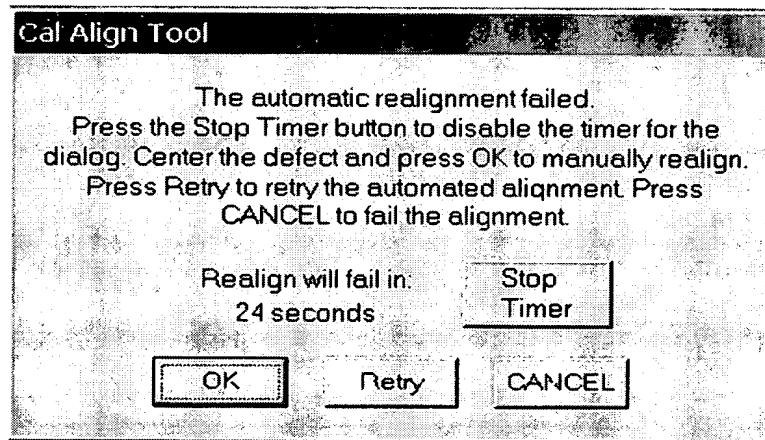 Cal Align Tool
The automatic realignment failed.
Press the Stop Timer button to disable the timer for the
dialog. Center the defect and press OK to manually realign.
Press Retry to retry the automated alignment. Press
CANCEL to fail the alignment.
Realign will fail in:
24 seconds
Stop
Timer
OK
Retry
CANCEL